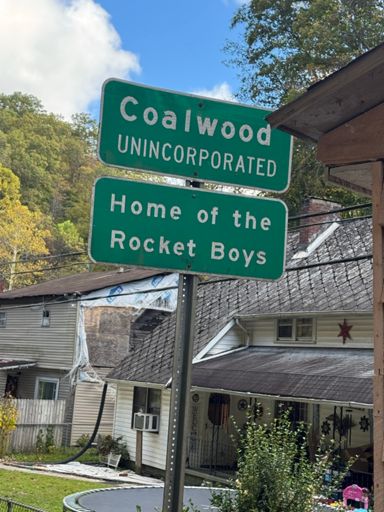 Coalwood
UNINCORPORATED
Home of the
Rocket Boys